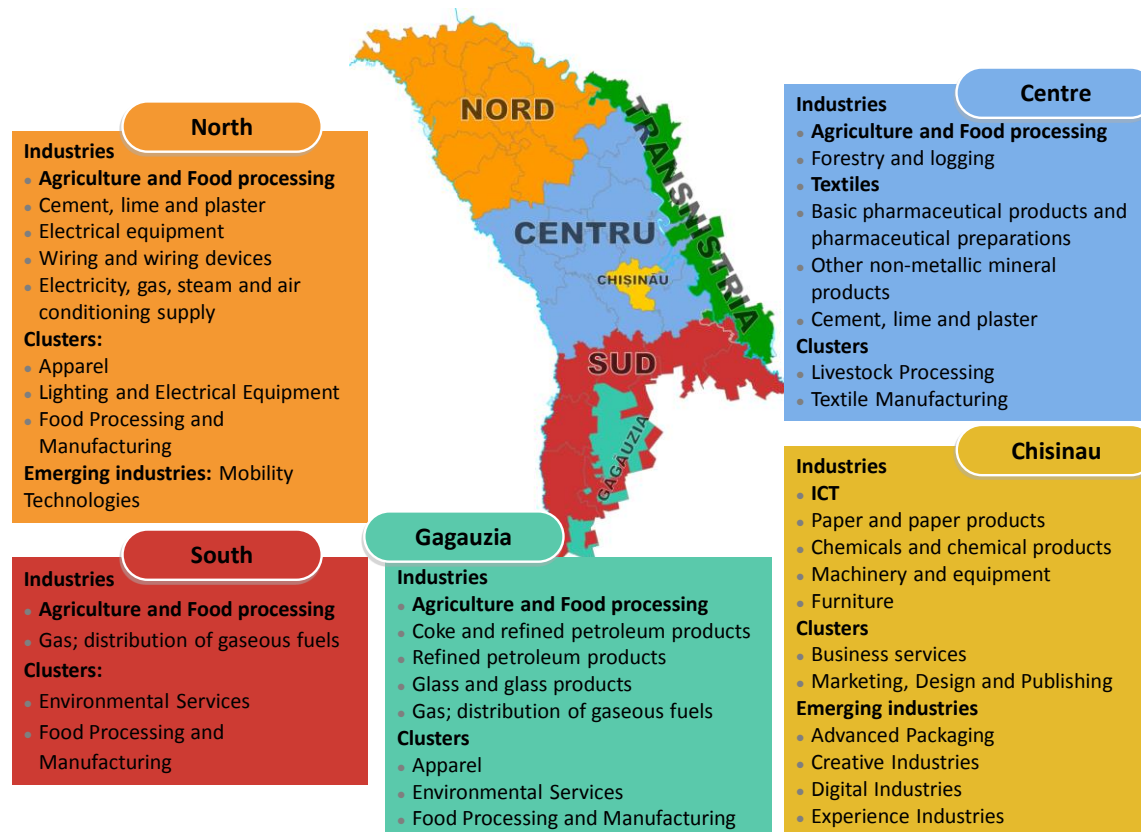 NORD
TRANSNISTRIA
CENTRU
CHIȘINĂU
SUD
GĂGĂUZIA
North
Industries
Agriculture and Food processing
Cement, lime and plaster
Electrical equipment
Wiring and wiring devices
Electricity, gas, steam and air
conditioning supply
Clusters:
Apparel
Lighting and Electrical Equipment
Food Processing and
Manufacturing
Emerging industries: Mobility
Technologies
Centre
Industries
Agriculture and Food processing
Forestry and logging
Textiles
Basic pharmaceutical products and
pharmaceutical preparations
Other non-metallic mineral
products
Cement, lime and plaster
Clusters
Livestock Processing
Textile Manufacturing
South
Industries
Agriculture and Food processing
Gas; distribution of gaseous fuels
Clusters:
Environmental Services
Food Processing and
Manufacturing
Gagauzia
Industries
Agriculture and Food processing
Coke and refined petroleum products
Refined petroleum products
Glass and glass products
Gas; distribution of gaseous fuels
Clusters
Apparel
Environmental Services
Food Processing and Manufacturing
Chisinau
Industries
ICT
Paper and paper products
Chemicals and chemical products
Machinery and equipment
Furniture
Clusters
Business services
Marketing, Design and Publishing
Emerging industries
Advanced Packaging
Creative Industries
Digital Industries
Experience Industries